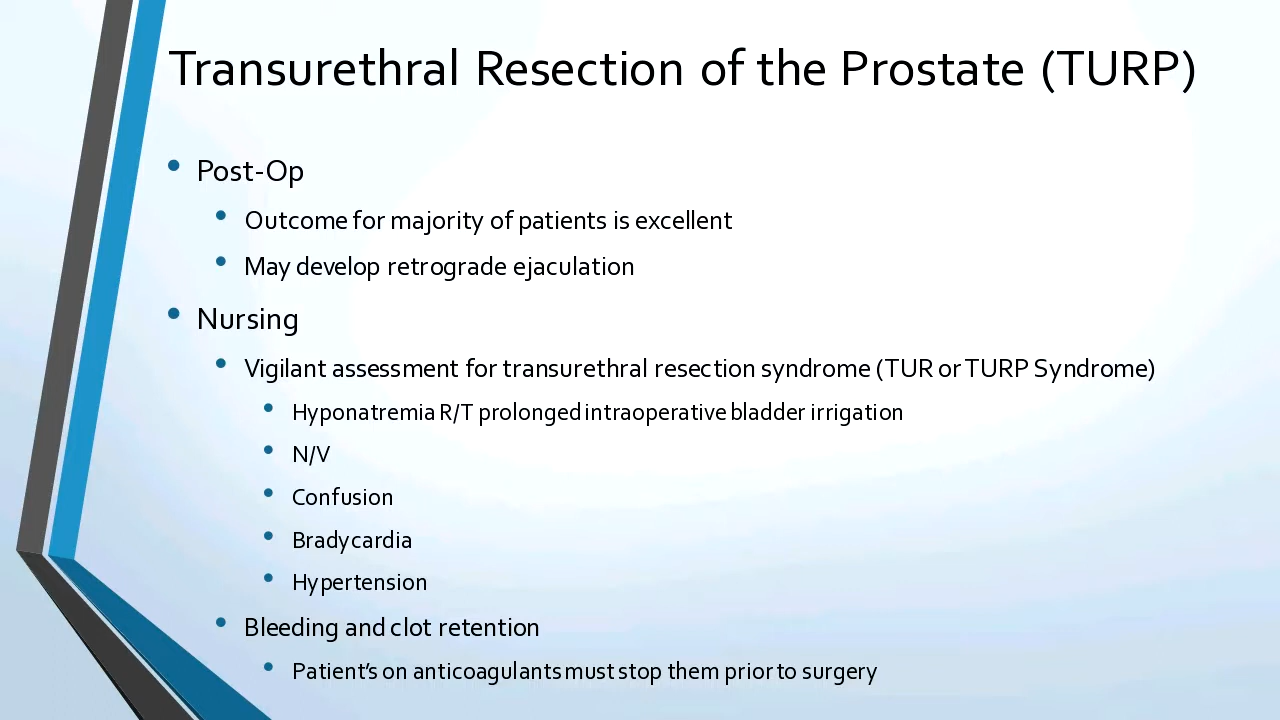 Transurethral Resection of the Prostate (TURP)
• Post-Op
• Outcome for majority of patients is excellent
• May develop retrograde ejaculation
• Nursing
• Vigilant assessment for transurethral resection syndrome (TUR or TURP Syndrome)
• Hyponatremia R/T prolonged intraoperative bladder irrigation
• N/V
• Confusion
• Bradycardia
• Hypertension
• Bleeding and clot retention
• Patient's on anticoagulants must stop them prior to surgery